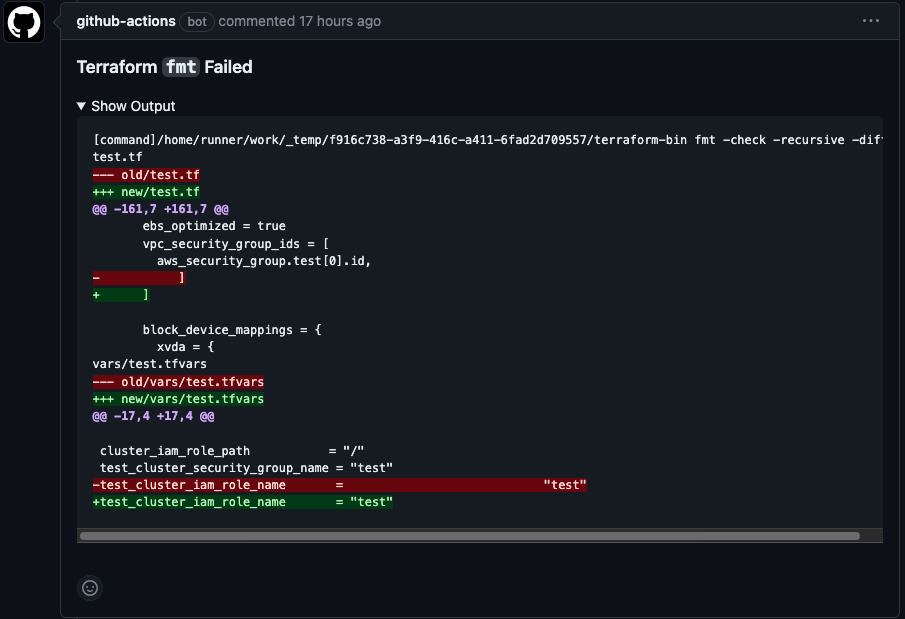 github-actions bot commented 17 hours ago
Terraform fmt Failed
Show Output
[command]/home/runner/work/_temp/f916c738-a3f9-416c-a411-6fad2d709557/terraform-bin fmt -check -recursive -dif
test.tf
--- old/test.tf
+++ new/test.tf
@@ -161,7 +161,7 @@
       ebs_optimized = true
       vpc_security_group_ids = [
         aws_security_group.test[0].id,
-           ]
+      ]

       block_device_mappings = {
         xvda = {
vars/test.tfvars
--- old/vars/test.tfvars
+++ new/vars/test.tfvars
@@ -17,4 +17,4 @@

 cluster_iam_role_path           = "/"
 test_cluster_security_group_name = "test"
-test_cluster_iam_role_name       =                            "test"
+test_cluster_iam_role_name       = "test"